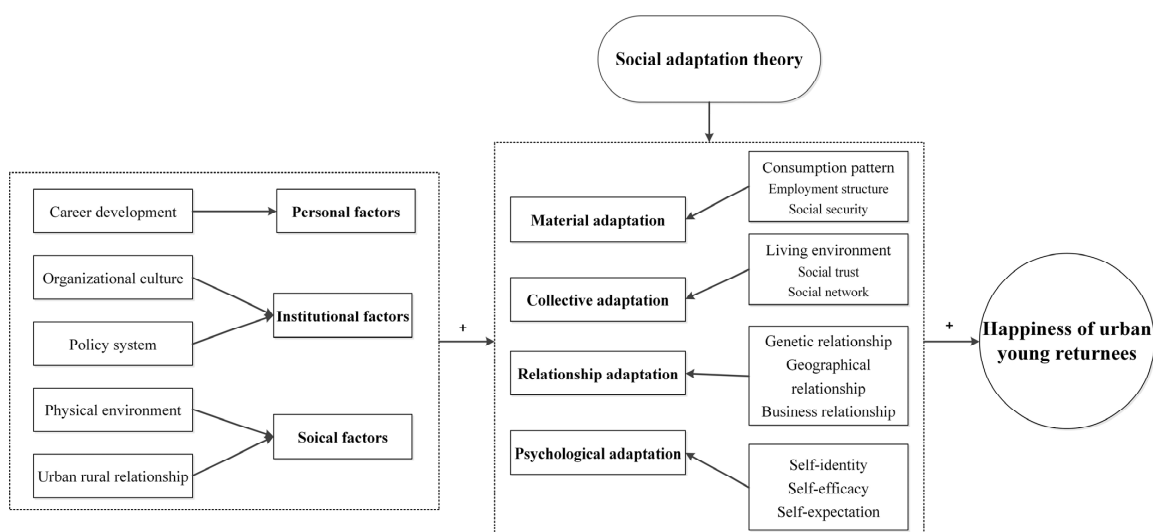 Social adaptation theory
Career development
Personal factors
Organizational culture
Institutional factors
Policy system
Physical environment
Soical factors
Urban rural relationship
+
Material adaptation
Consumption pattern
Employment structure
Social security
Collective adaptation
Living environment
Social trust
Social network
Relationship adaptation
Genetic relationship
Geographical
relationship
Business relationship
Psychological adaptation
Self-identity
Self-efficacy
Self-expectation
+
Happiness of urban
young returnees